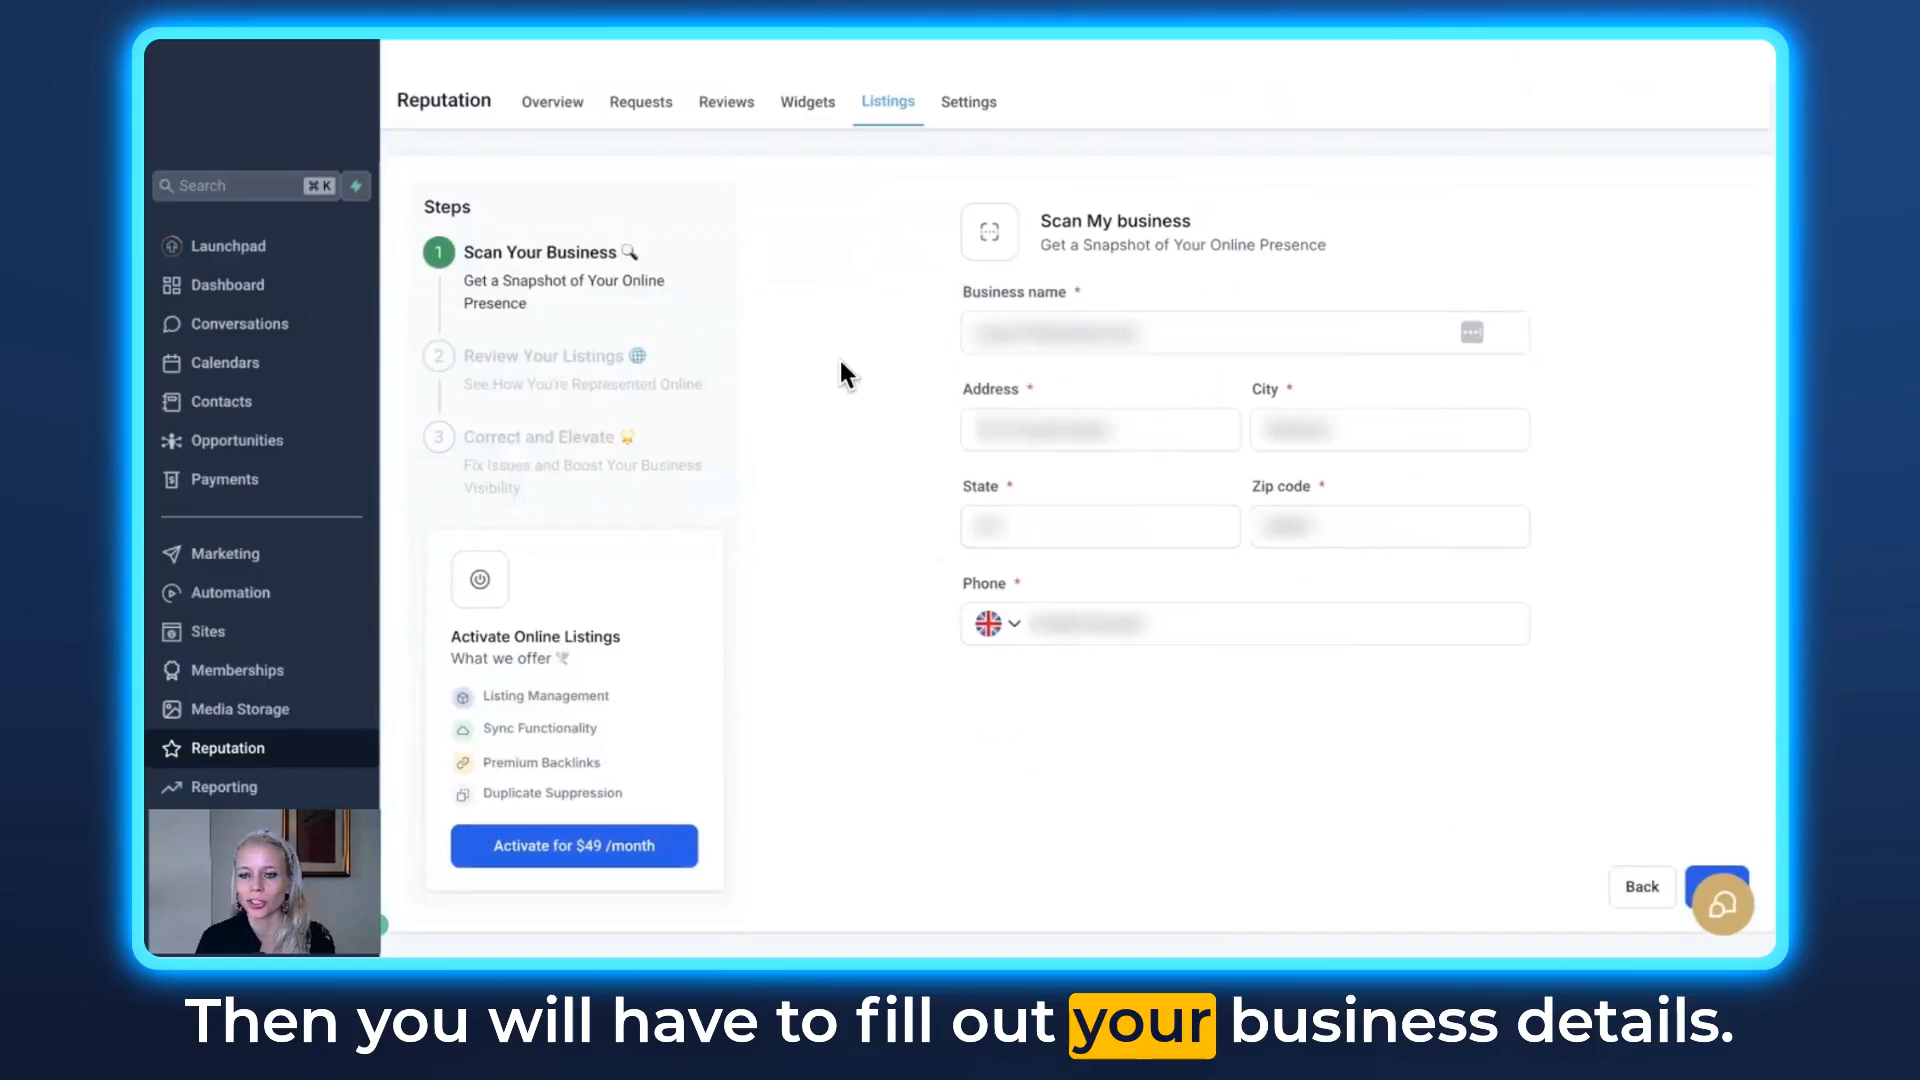 Reputation
Overview
Requests
Reviews
Widgets
Listings
Settings
Search
⌘ K
Launchpad
Dashboard
Conversations
Calendars
Contacts
Opportunities
Payments
Marketing
Automation
Sites
Memberships
Media Storage
Reputation
Reporting
Steps
1
Scan Your Business
Get a Snapshot of Your Online
Presence
2
Review Your Listings
See How You're Represented Online
3
Correct and Elevate
Fix Issues and Boost Your Business
Visibility
Activate Online Listings
What we offer
Listing Management
Sync Functionality
Premium Backlinks
Duplicate Suppression
Activate for $49 /month
Scan My business
Get a Snapshot of Your Online Presence
Business name *
Address *
City *
State *
Zip code *
Phone *
Back
Then you will have to fill out your business details.